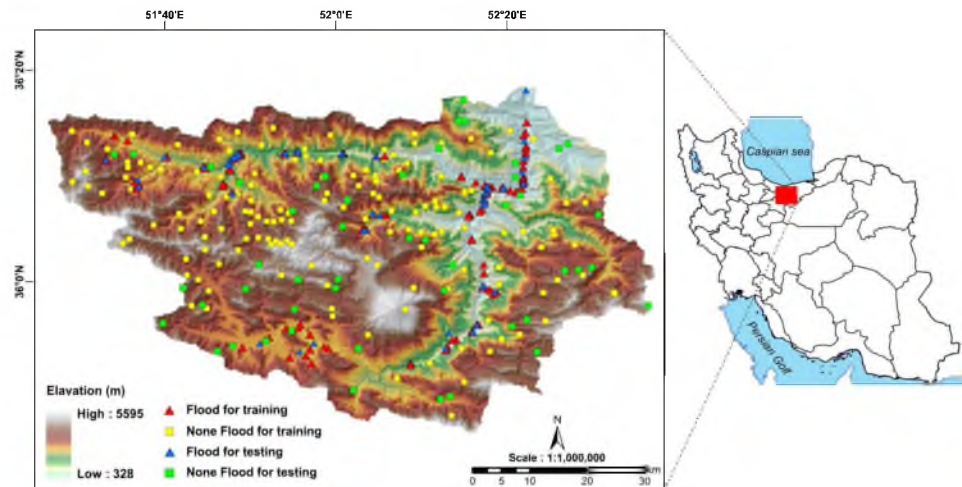 51°40'E
52°0'E
52°20'E
36°20'N
36°0'N
Caspian sea
Persian Golf
Elavation (m)
High : 5595
Low : 328
Flood for training
None Flood for training
Flood for testing
None Flood for testing
N
Scale : 1:1,000,000
km
0 5 10 20 30